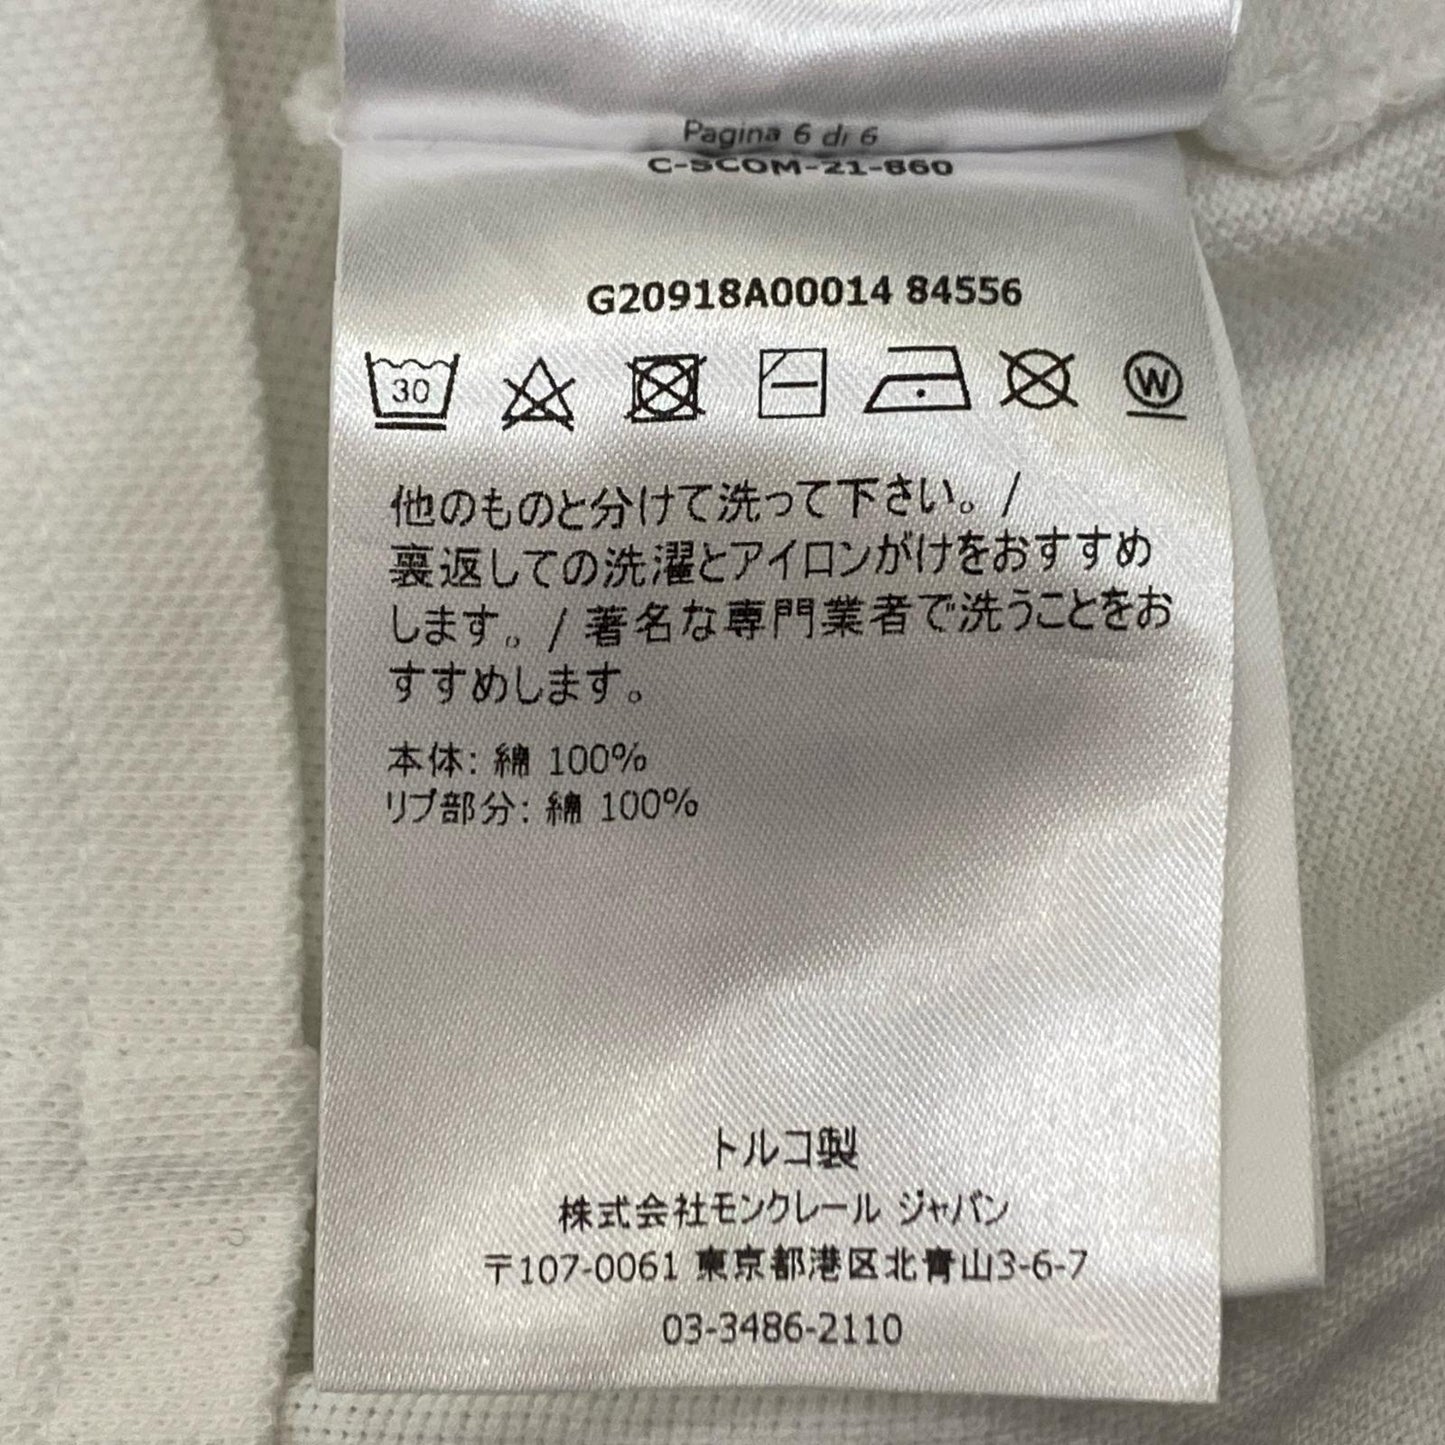 Pagina 6 di 6
C-SCOM-21-860
G20918A00014 84556
30
W
他のものと分けて洗って下さい。/
裏返しての洗濯とアイロンがけをおすすめ
します。/ 著名な専門業者で洗うことをお
すすめします。
本体: 綿 100%
リブ部分: 綿 100%
トルコ製
株式会社モンクレール ジャパン
〒107-0061 東京都港区北青山3-6-7
03-3486-2110